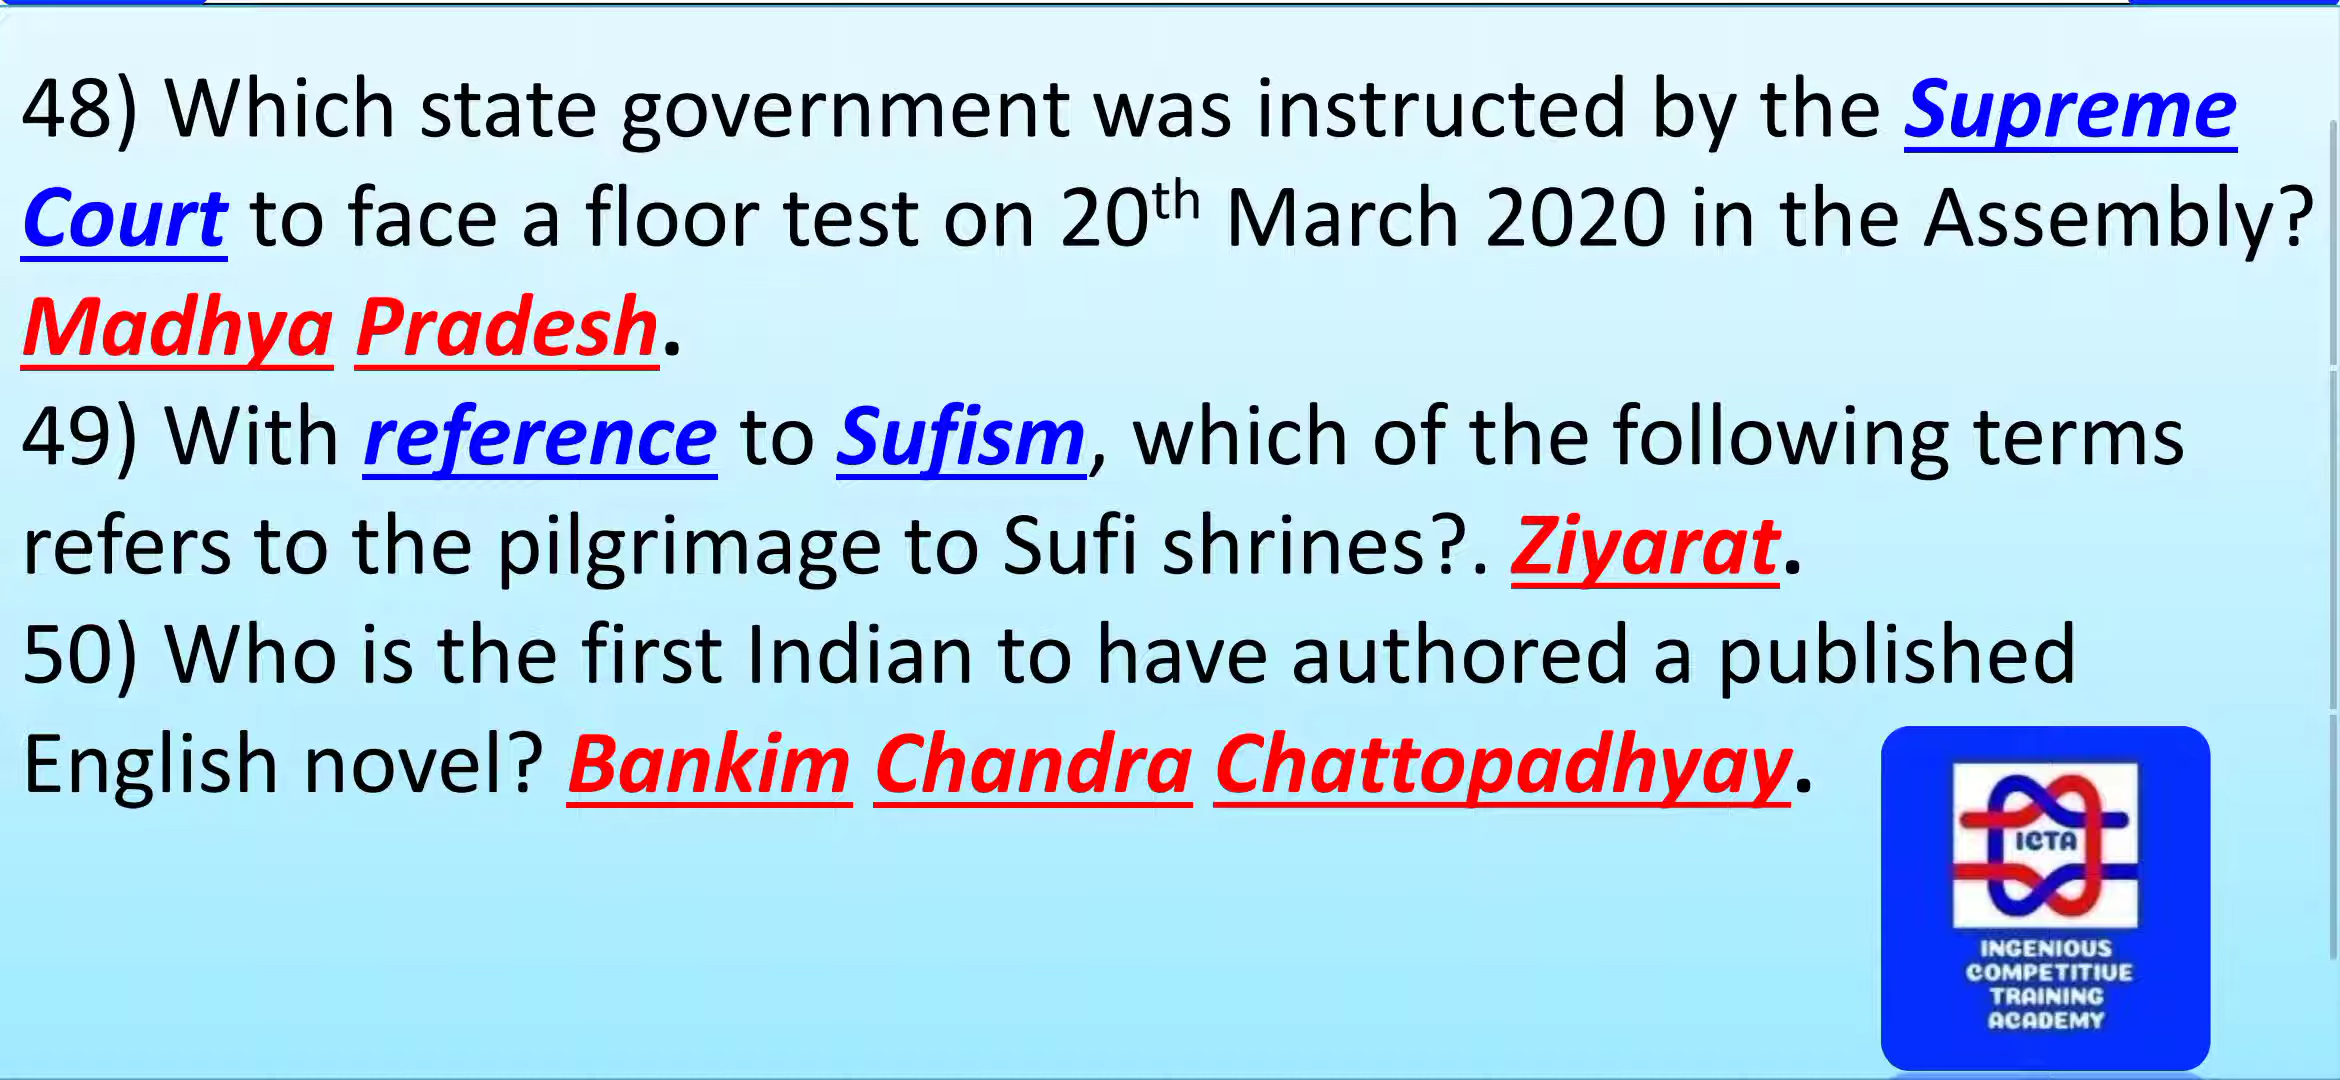 48) Which state government was instructed by the Supreme
Court to face a floor test on 20th March 2020 in the Assembly?
Madhya Pradesh.
49) With reference to Sufism, which of the following terms
refers to the pilgrimage to Sufi shrines?. Ziyarat.
50) Who is the first Indian to have authored a published
English novel? Bankim Chandra Chattopadhyay.
iCTA
INGENIOUS
COMPETITIVE
TRAINING
ACADEMY